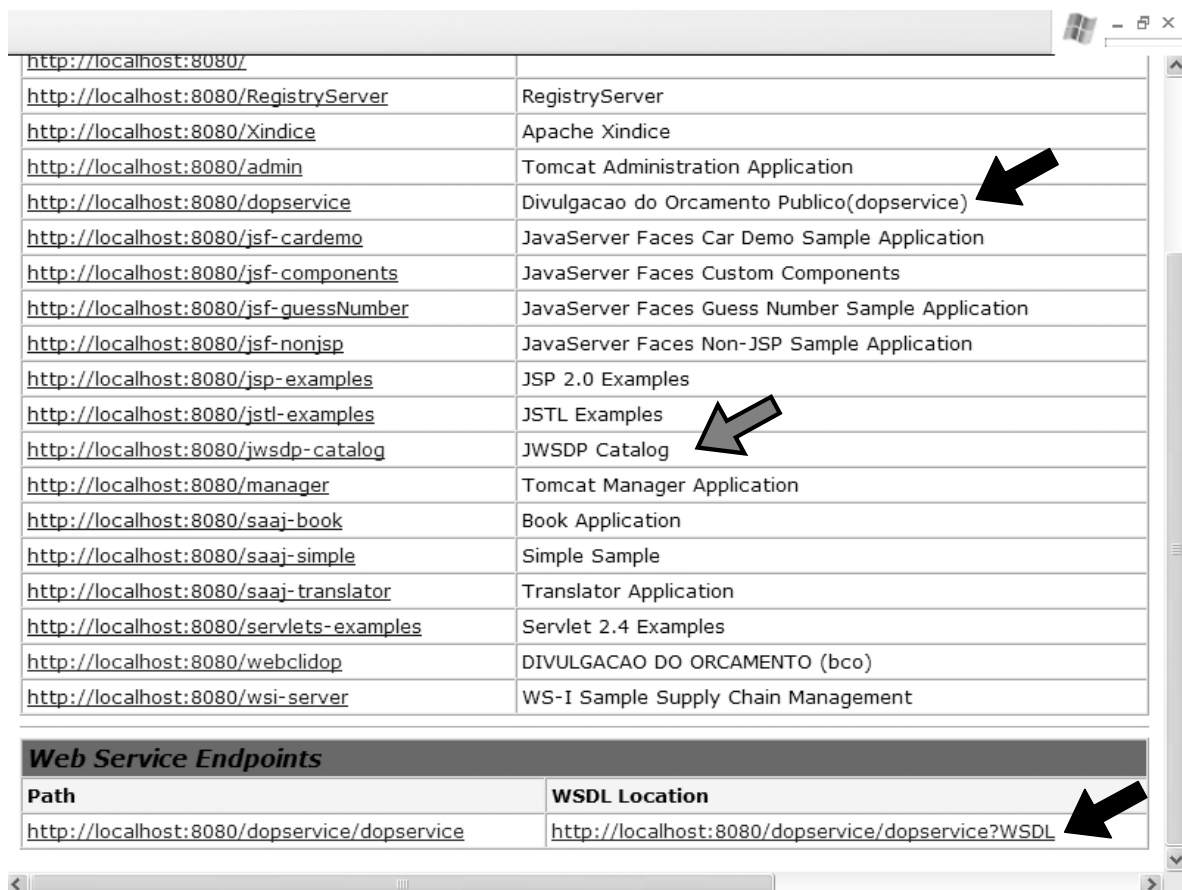 http://localhost:8080/
http://localhost:8080/RegistryServer RegistryServer
http://localhost:8080/Xindice Apache Xindice
http://localhost:8080/admin Tomcat Administration Application
http://localhost:8080/dopservice Divulgacao do Orcamento Publico(dopservice)
http://localhost:8080/jsf-cardemo JavaServer Faces Car Demo Sample Application
http://localhost:8080/jsf-components JavaServer Faces Custom Components
http://localhost:8080/jsf-guessNumber JavaServer Faces Guess Number Sample Application
http://localhost:8080/jsf-nonjsp JavaServer Faces Non-JSP Sample Application
http://localhost:8080/jsp-examples JSP 2.0 Examples
http://localhost:8080/jstl-examples JSTL Examples
http://localhost:8080/jwsdp-catalog JWSDP Catalog
http://localhost:8080/manager Tomcat Manager Application
http://localhost:8080/saaj-book Book Application
http://localhost:8080/saaj-simple Simple Sample
http://localhost:8080/saaj-translator Translator Application
http://localhost:8080/servlets-examples Servlet 2.4 Examples
http://localhost:8080/webclidop DIVULGACAO DO ORCAMENTO (bco)
http://localhost:8080/wsi-server WS-I Sample Supply Chain Management
Web Service Endpoints
Path WSDL Location
http://localhost:8080/dopservice/dopservice http://localhost:8080/dopservice/dopservice?WSDL